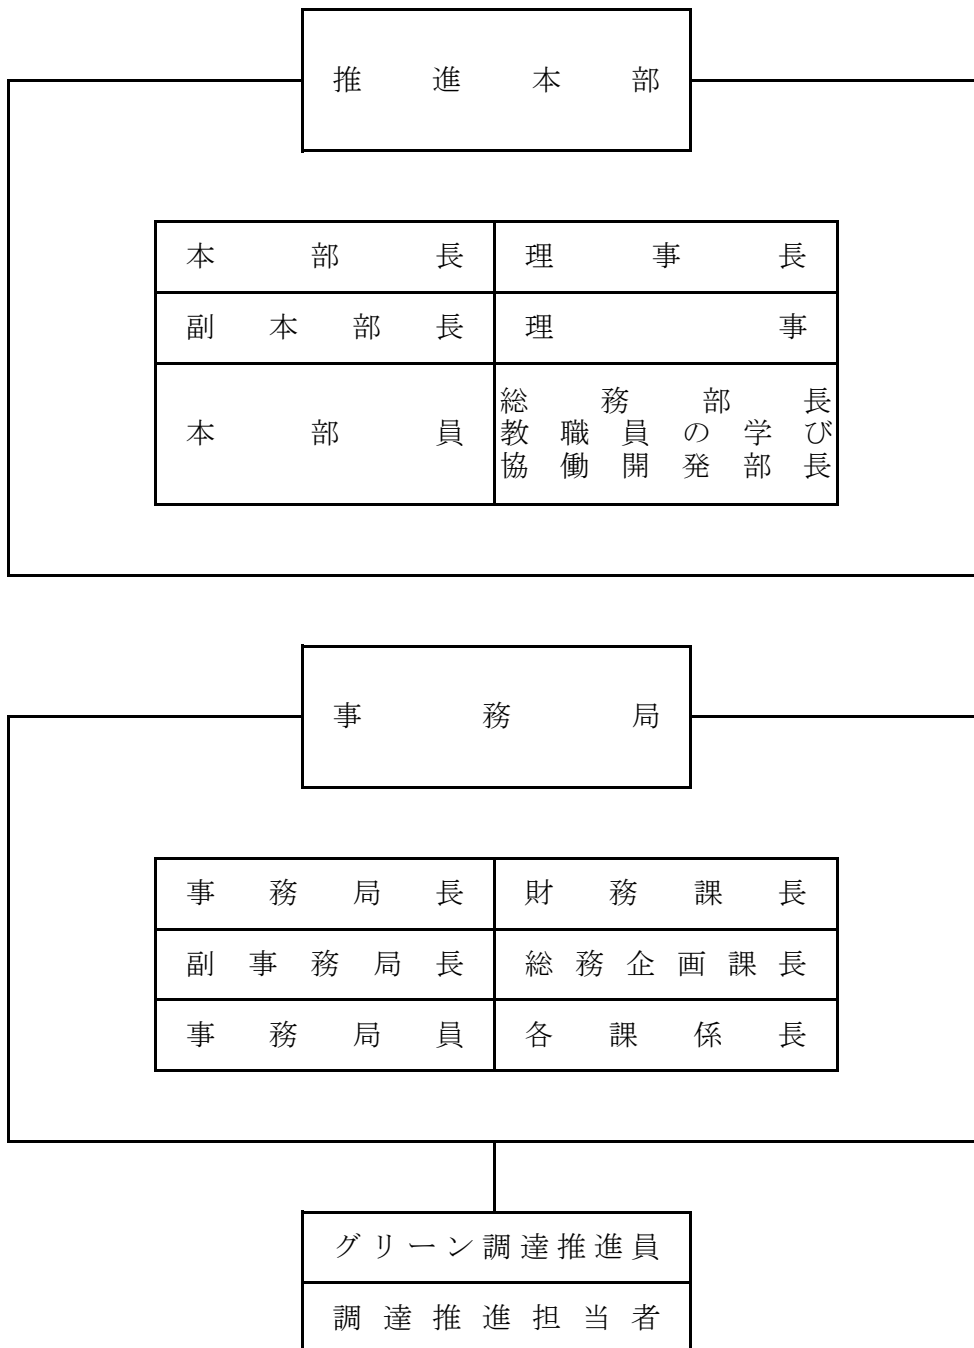 推進本部
本部長 理事長
副本部長 理事
本部員 総務部長
教職員の学び
協働開発部長
事務局
事務局長 財務課長
副事務局長 総務企画課長
事務局員 各課係長
グリーン調達推進員
調達推進担当者